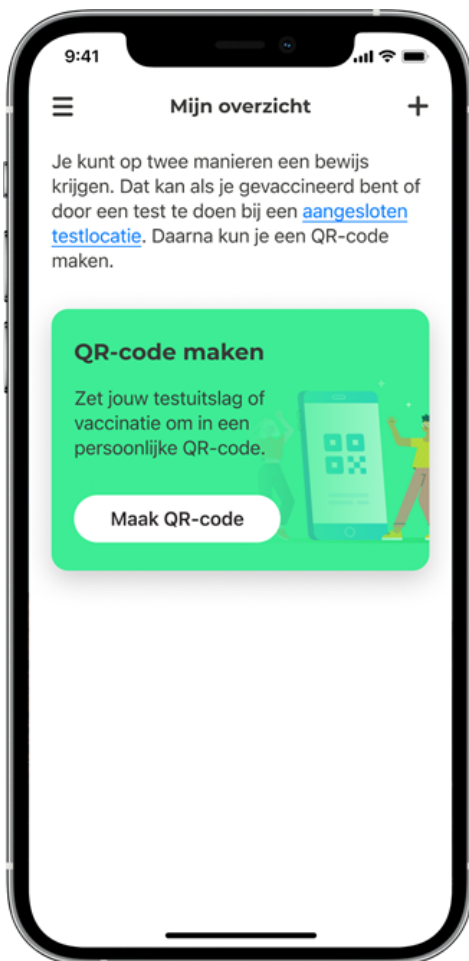 9:41
Mijn overzicht
Je kunt op twee manieren een bewijs
krijgen. Dat kan als je gevaccineerd bent of
door een test te doen bij een aangesloten
testlocatie. Daarna kun je een QR-code
maken.
QR-code maken
Zet jouw testuitslag of
vaccinatie om in een
persoonlijke QR-code.
Maak QR-code